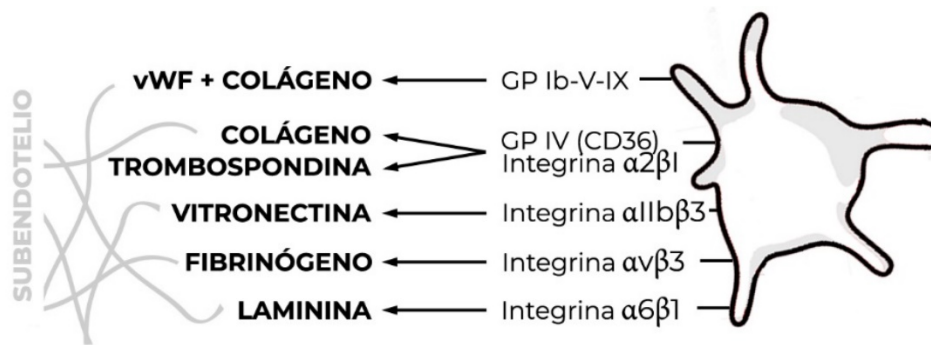 SUBENDOTELIO
vWF + COLÁGENO GP Ib-V-IX
COLÁGENO GP IV (CD36)
TROMBOSPONDINA Integrina α2βI
VITRONECTINA Integrina αIIbβ3
FIBRINÓGENO Integrina αvβ3
LAMININA Integrina α6β1